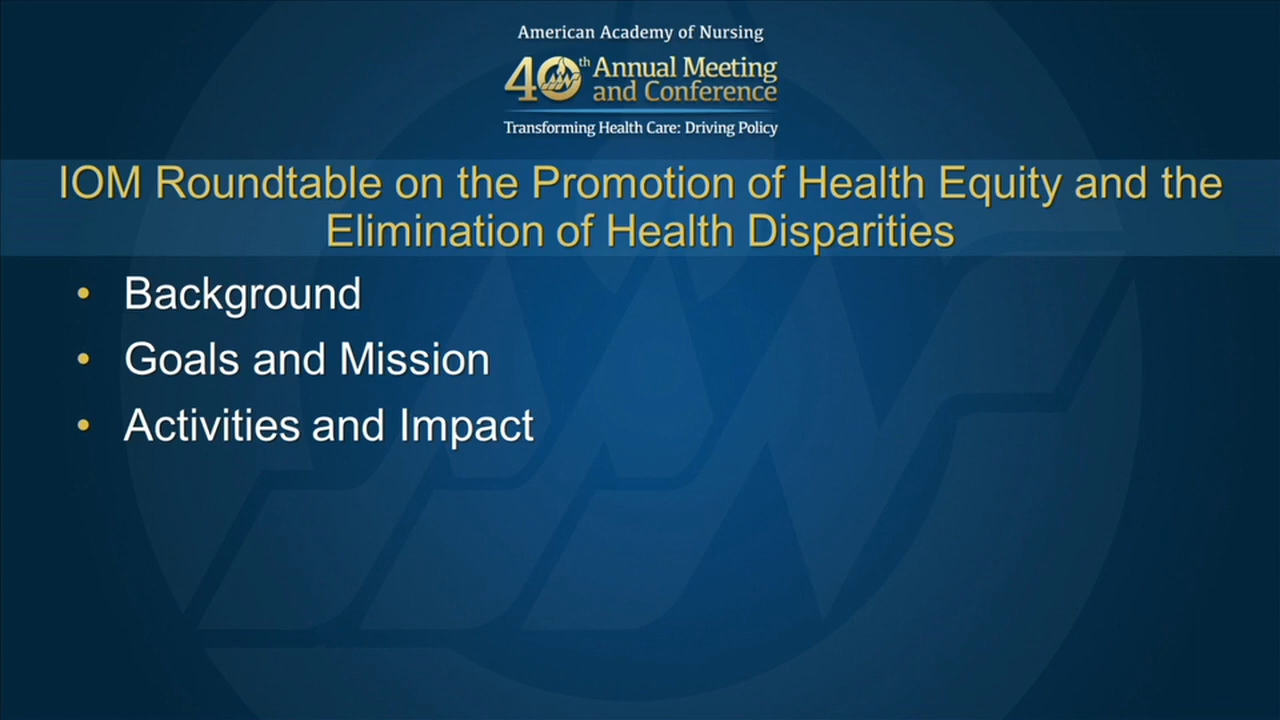 American Academy of Nursing
40th Annual Meeting
and Conference
Transforming Health Care: Driving Policy
IOM Roundtable on the Promotion of Health Equity and the
Elimination of Health Disparities
• Background
• Goals and Mission
• Activities and Impact